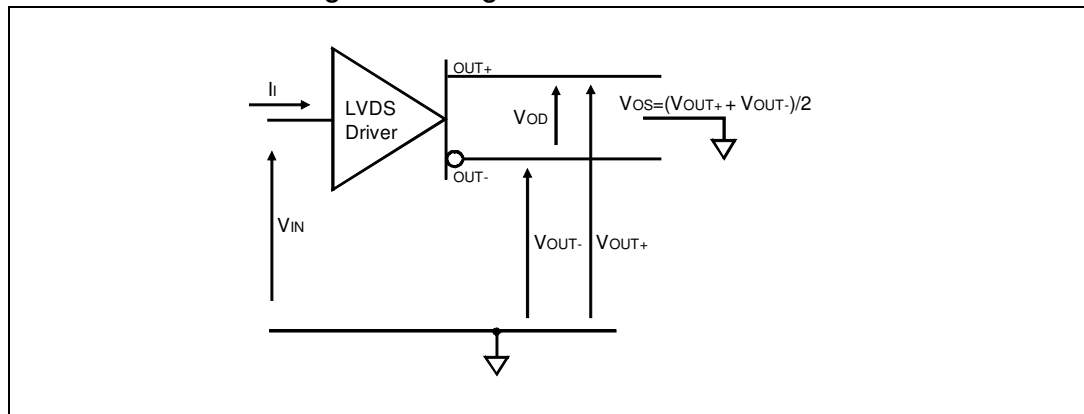 OUT+
II
LVDS
Driver
VOD
VOS=(VOUT+ + VOUT-)/2
OUT-
VIN
VOUT-
VOUT+